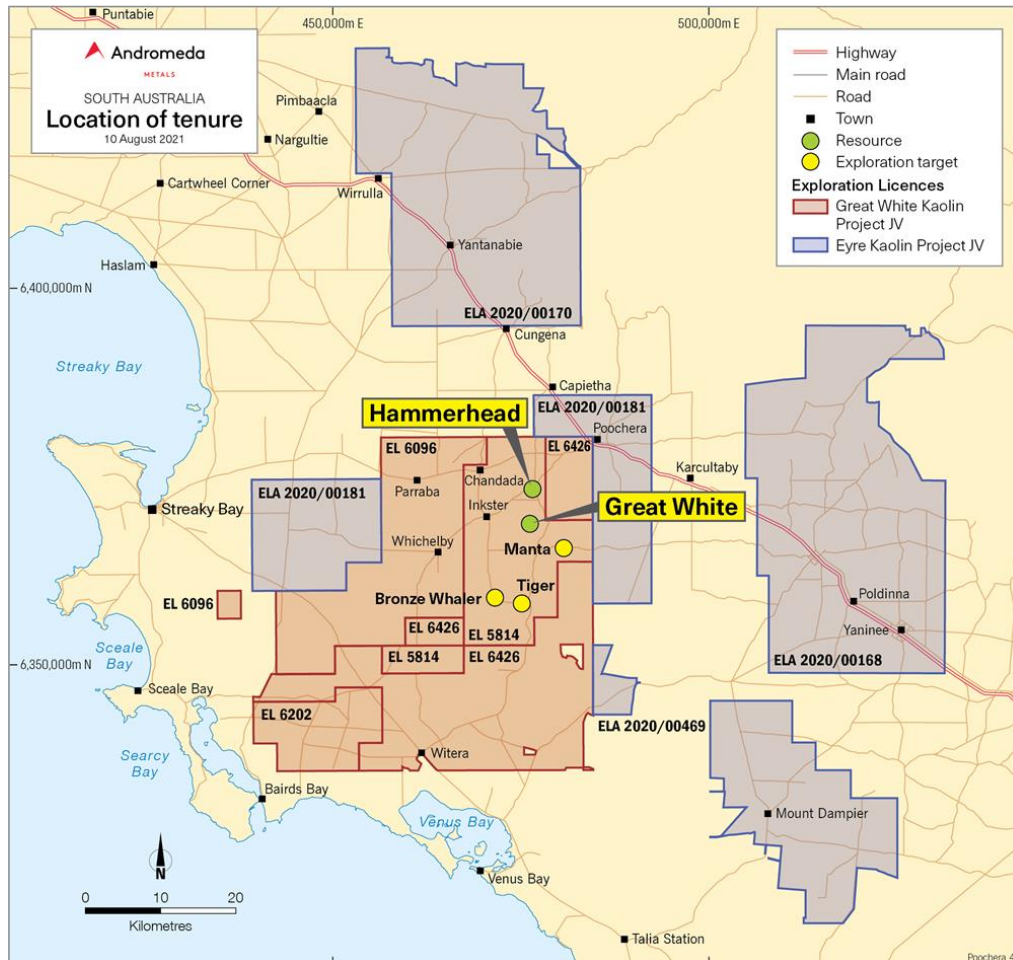 450,000m E
500,000m E
Puntabie
Andromeda
METALS
SOUTH AUSTRALIA
Location of tenure
10 August 2021
Highway
Main road
Road
Town
Resource
Exploration target
Exploration Licences
Great White Kaolin
Project JV
Eyre Kaolin Project JV
Pimbaacla
Nargultie
Cartwheel Corner
Wirrulla
Yantanabie
Haslam
6,400,000m N
ELA 2020/00170
Cungena
Streaky Bay
Capietha
Hammerhead
ELA 2020/00181
Poochera
EL 6096
EL 6426
Chandada
Karcultaby
Parraba
ELA 2020/00181
Great White
Streaky Bay
Inkster
Whichelby
Manta
Tiger
Bronze Whaler
EL 6096
Poldinna
EL 6426
EL 5814
Yaninee
Sceale
Bay
EL 5814
EL 6426
6,350,000m N
ELA 2020/00168
Sceale Bay
EL 6202
ELA 2020/00469
Searcy
Bay
Witera
Bairds Bay
Mount Dampier
Venus Bay
N
Venus Bay
0
10
20
Kilometres
Talia Station
Poochera 4